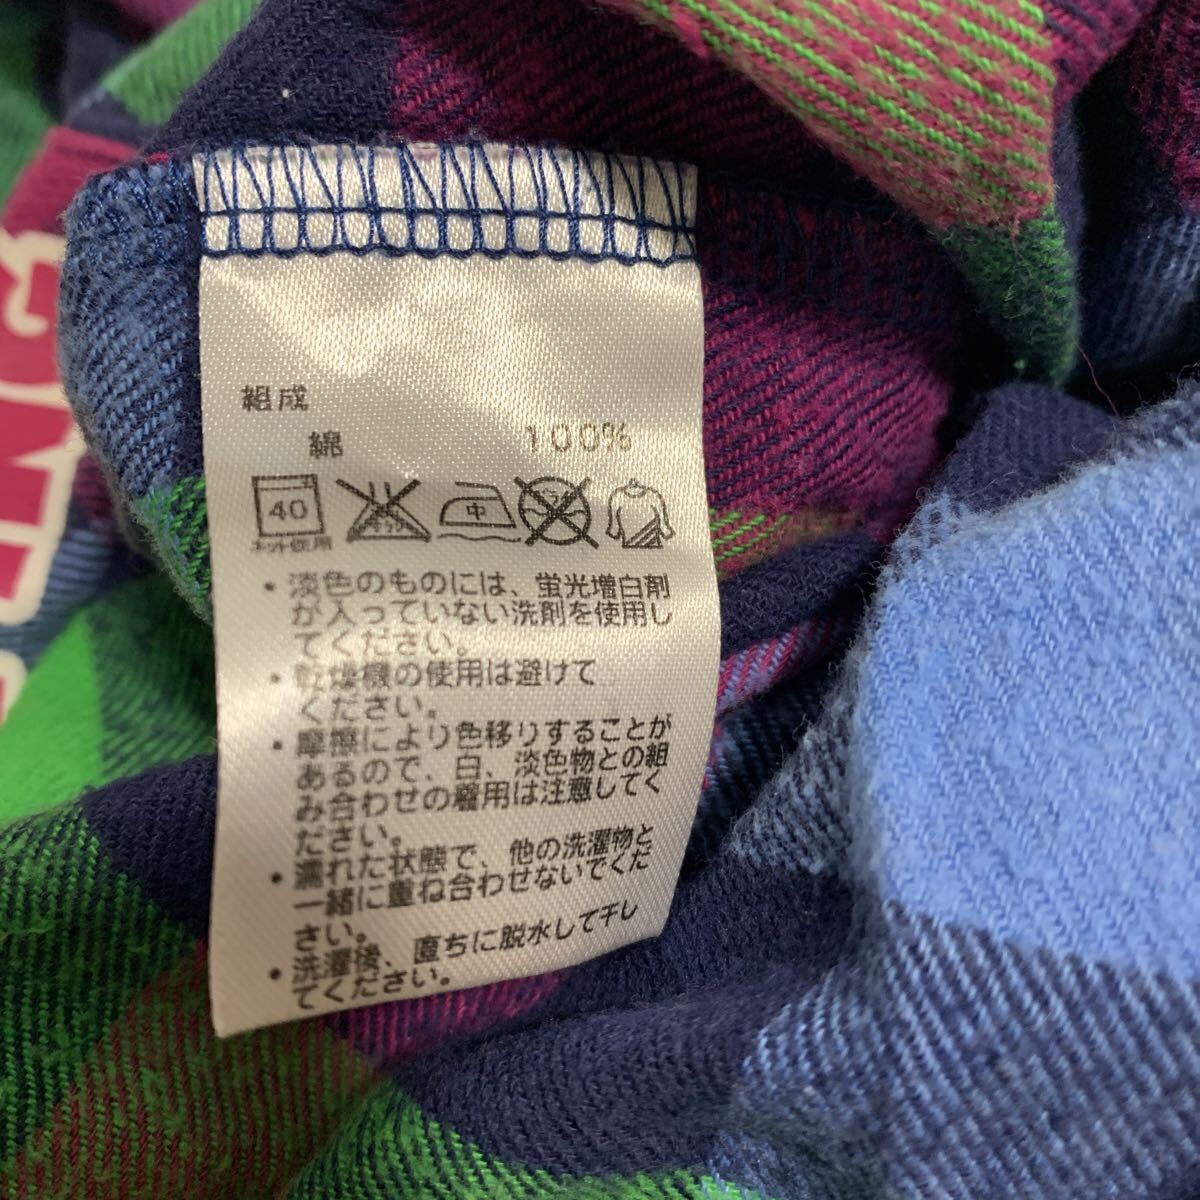 組成
綿 100%
40 中
ネット使用
・淡色のものには、蛍光増白剤
が入っていない洗剤を使用し
てください。
・乾燥機の使用は避けて
ください。
・摩擦により色移りすることが
あるので、白、淡色物との組
み合わせの着用は注意してく
ださい。
・濡れた状態で、他の洗濯物と
一緒に重ね合わせないでくだ
さい。
・洗濯後、直ちに脱水して干し
てください。